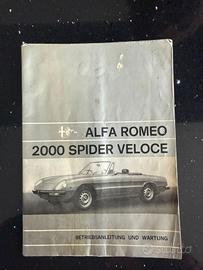 ALFA ROMEO
2000 SPIDER VELOCE
BETRIEBSANLEITUNG UND WARTUNG